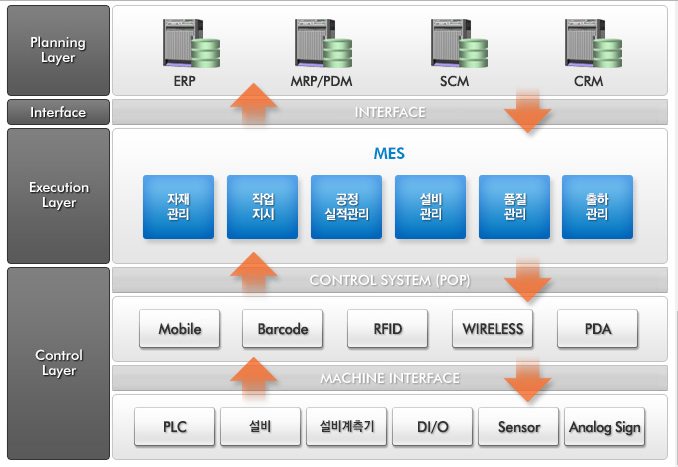 Planning
Layer
ERP
MRP/PDM
SCM
CRM
Interface
INTERFACE
Execution
Layer
MES
자재
관리
작업
지시
공정
실적관리
설비
관리
품질
관리
출하
관리
Control
Layer
CONTROL SYSTEM (POP)
Mobile
Barcode
RFID
WIRELESS
PDA
MACHINE INTERFACE
PLC
설비
설비계측기
DI/O
Sensor
Analog Sign